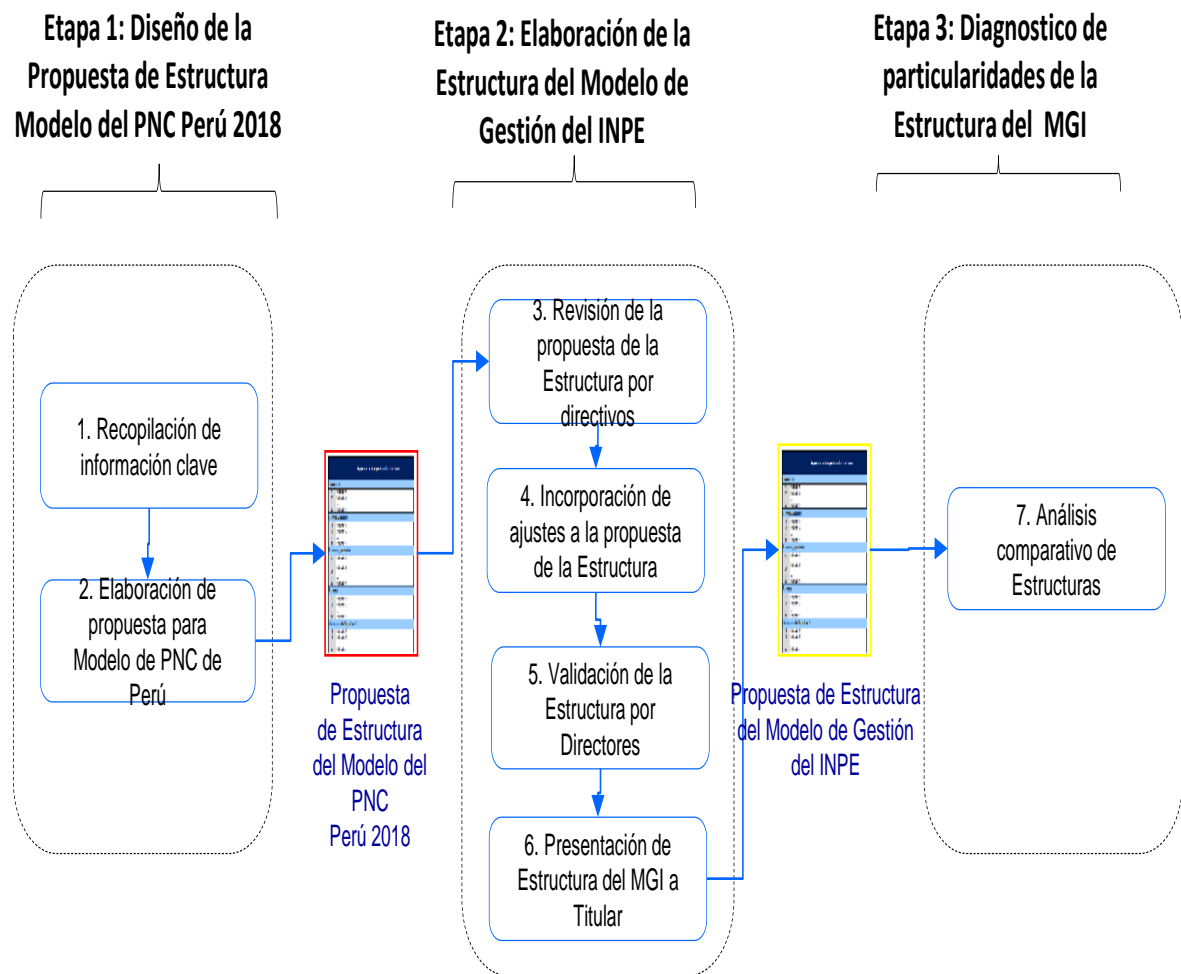 Etapa 1: Diseño de la
Propuesta de Estructura
Modelo del PNC Perú 2018
Etapa 2: Elaboración de la
Estructura del Modelo de
Gestión del INPE
Etapa 3: Diagnostico de
particularidades de la
Estructura del MGI
1. Recopilación de
información clave
2. Elaboración de
propuesta para
Modelo de PNC de
Perú
Propuesta
de Estructura
del Modelo del
PNC
Perú 2018
3. Revisión de la
propuesta de la
Estructura por
directivos
4. Incorporación de
ajustes a la propuesta
de la Estructura
5. Validación de la
Estructura por
Directores
6. Presentación de
Estructura del MGI a
Titular
Propuesta de Estructura
del Modelo de Gestión
del INPE
7. Análisis
comparativo de
Estructuras